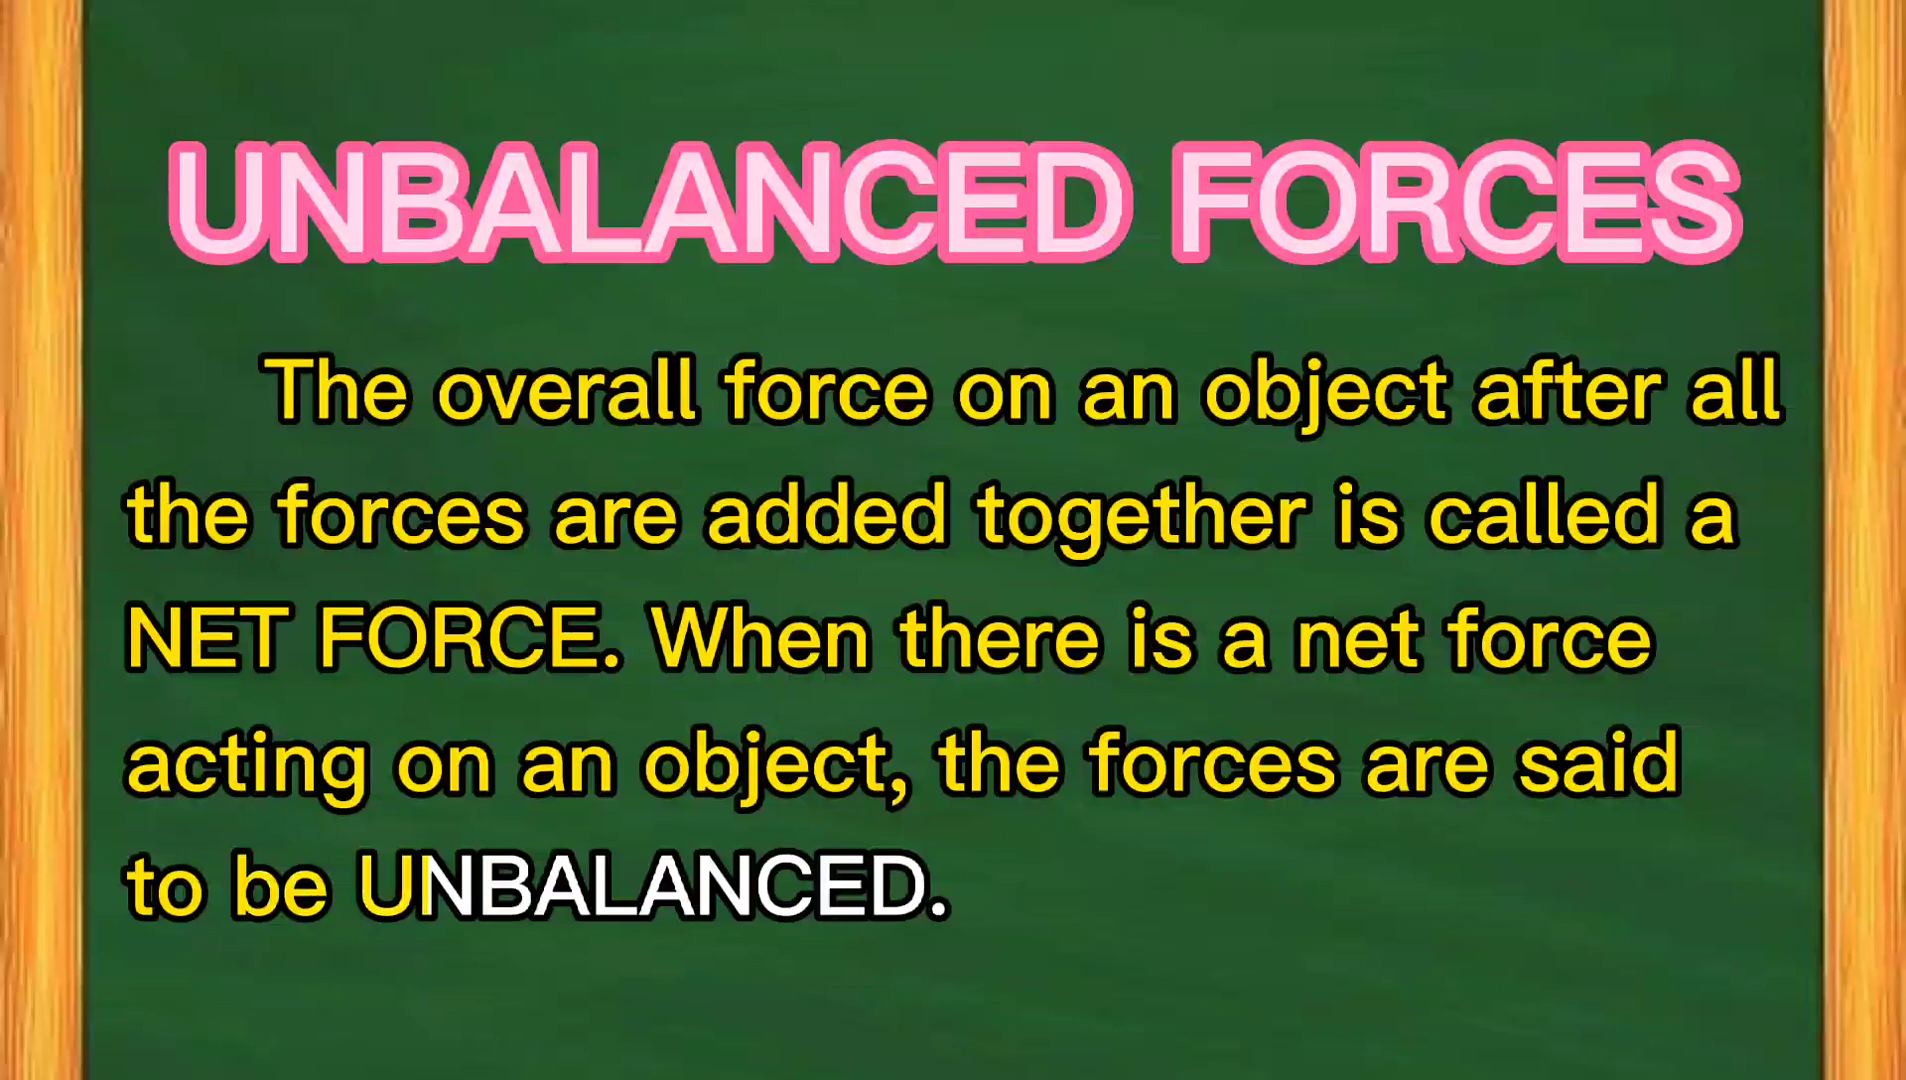 UNBALANCED FORCES
The overall force on an object after all
the forces are added together is called a
NET FORCE. When there is a net force
acting on an object, the forces are said
to be UNBALANCED.